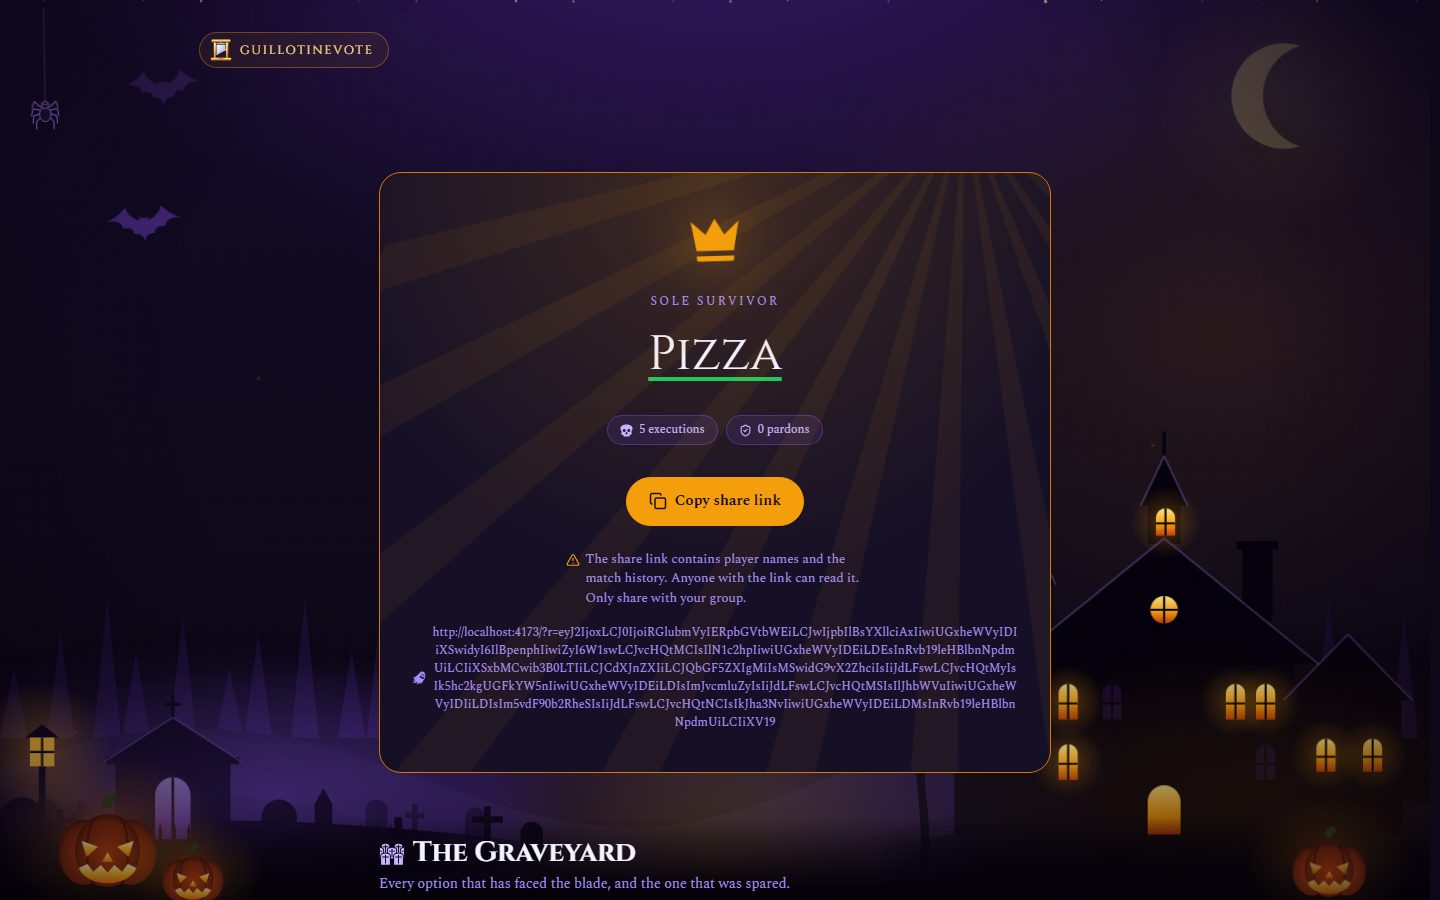 GUILLOTINEVOTE
SOLE SURVIVOR
Pizza
5 executions
0 pardons
Copy share link
The share link contains player names and the
match history. Anyone with the link can read it.
Only share with your group.
http://localhost:4173/?r=eyJ2IjoxLCJ0IjoiRGlubmVyIERpbGVtbWEiLCJwIjpbIlBsYXllciAxIiwiUGxheWVyIDI
iXSwidyI6IlBpenphIiwiZyI6W1swLCJvcHQtMCIsIlN1c2hpIiwiUGxheWVyIDEiLDEsInRvb19leHBlbnNpdm
UiLCIiXSxbMCwib3B0LTIiLCJCdXJnZXIiLCJQbGF5ZXIgMiIsMSwidG9vX2ZhciIsIiJdLFswLCJvcHQtMyIs
Ik5hc2kgUGFkYW5nIiwiUGxheWVyIDEiLDIsImJvcmluZyIsIiJdLFswLCJvcHQtMSIsIlJhbWVuIiwiUGxheW
VyIDIiLDIsIm5vdF90b2RheSIsIiJdLFswLCJvcHQtNCIsIkJha3NvIiwiUGxheWVyIDEiLDMsInRvb19leHBlbn
NpdmUiLCIiXV19
The Graveyard
Every option that has faced the blade, and the one that was spared.